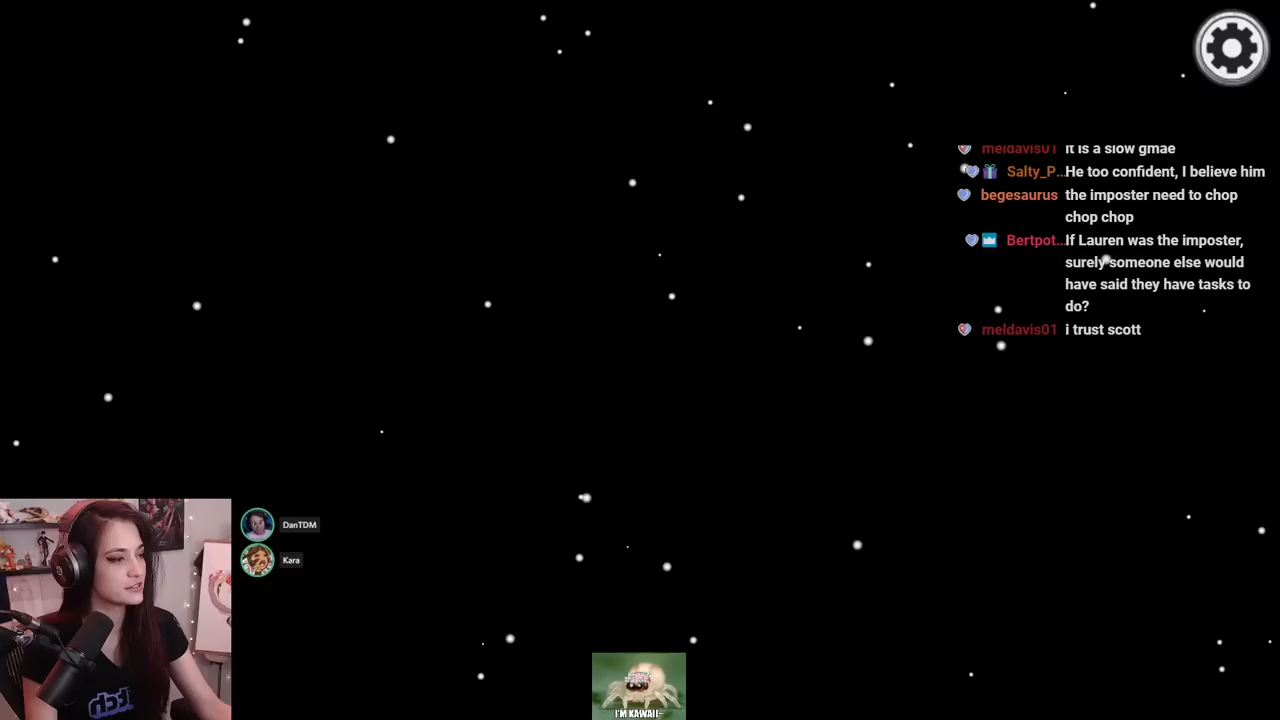 meldavis01 It is a slow gmae
Salty_P... He too confident, I believe him
begesaurus the imposter need to chop
chop chop
Bertpot... If Lauren was the imposter,
surely someone else would
have said they have tasks to
do?
meldavis01 i trust scott
DanTDM
Kara
I'M KAWAII~